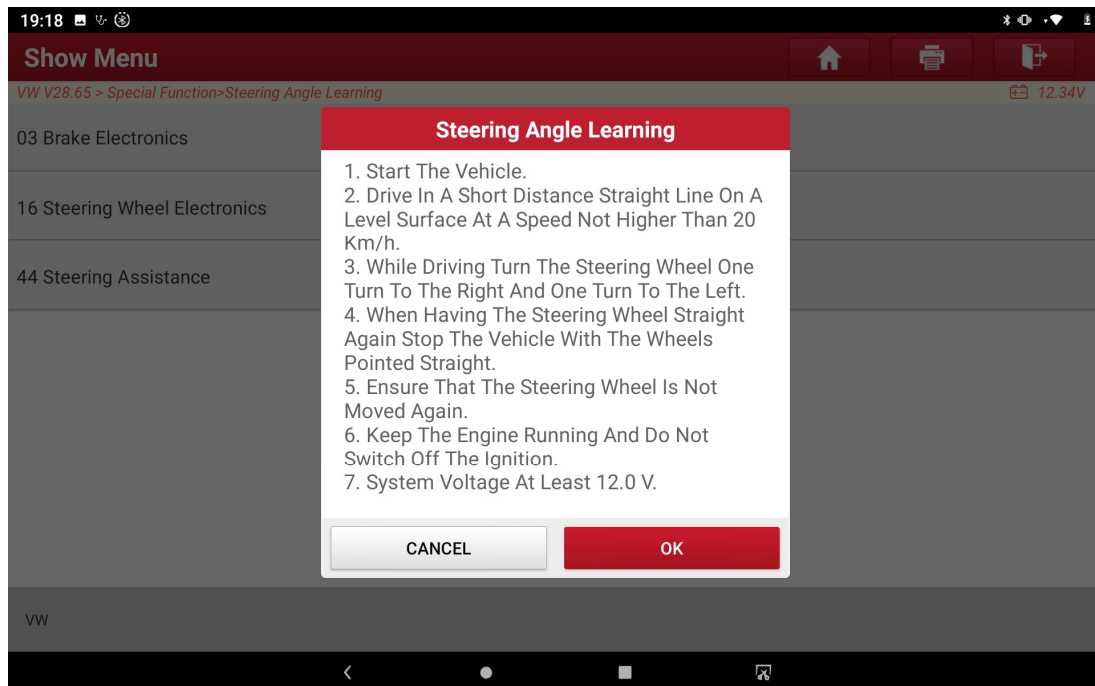 19:18
Show Menu
VW V28.65 > Special Function>Steering Angle Learning
12.34V
03 Brake Electronics
16 Steering Wheel Electronics
44 Steering Assistance
Steering Angle Learning
1. Start The Vehicle.
2. Drive In A Short Distance Straight Line On A
Level Surface At A Speed Not Higher Than 20
Km/h.
3. While Driving Turn The Steering Wheel One
Turn To The Right And One Turn To The Left.
4. When Having The Steering Wheel Straight
Again Stop The Vehicle With The Wheels
Pointed Straight.
5. Ensure That The Steering Wheel Is Not
Moved Again.
6. Keep The Engine Running And Do Not
Switch Off The Ignition.
7. System Voltage At Least 12.0 V.
CANCEL
OK
VW